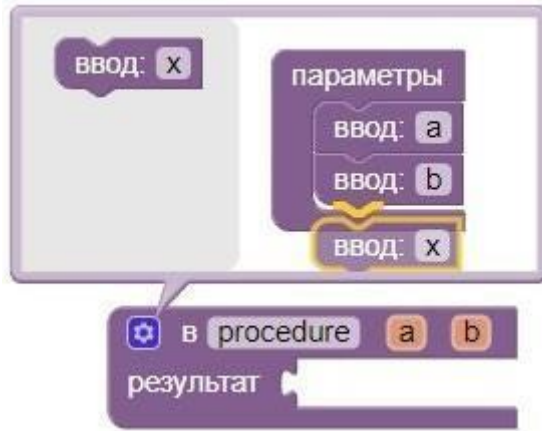 ввод: x
параметры
ввод: a
ввод: b
ввод: x
в procedure a b
результат